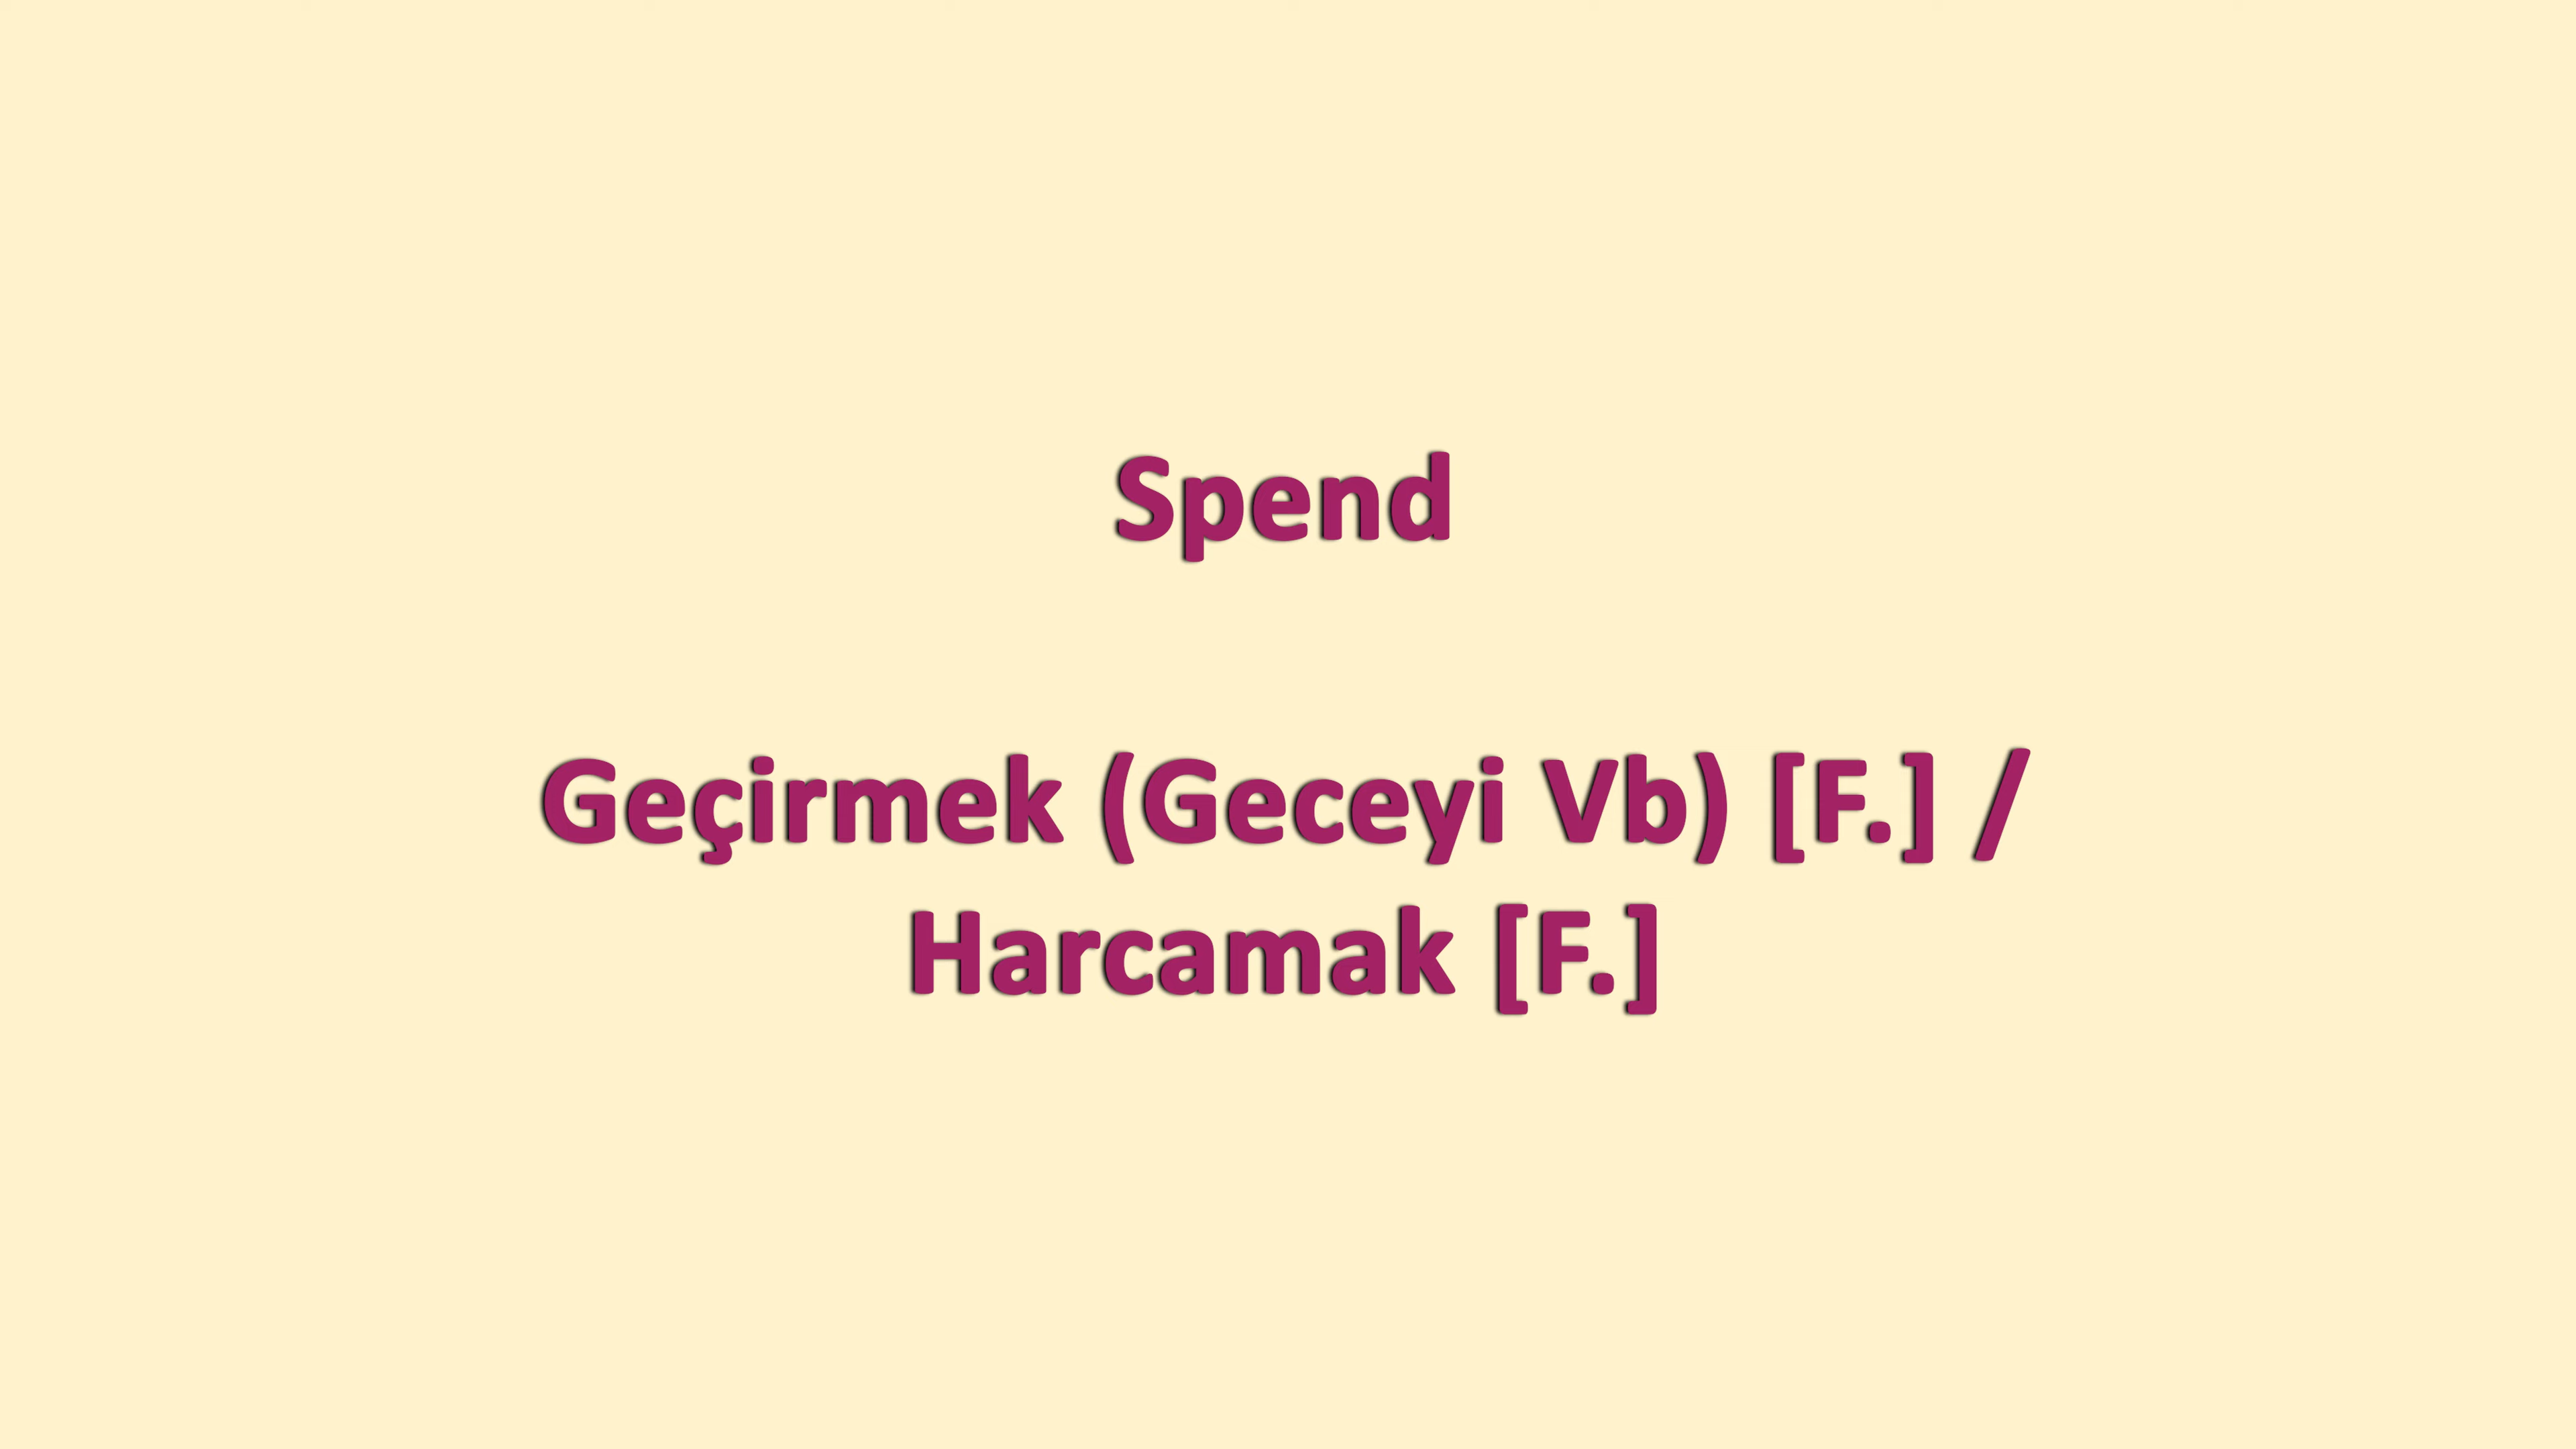 Spend
Geçirmek (Geceyi Vb) [F.] /
Harcamak [F.]